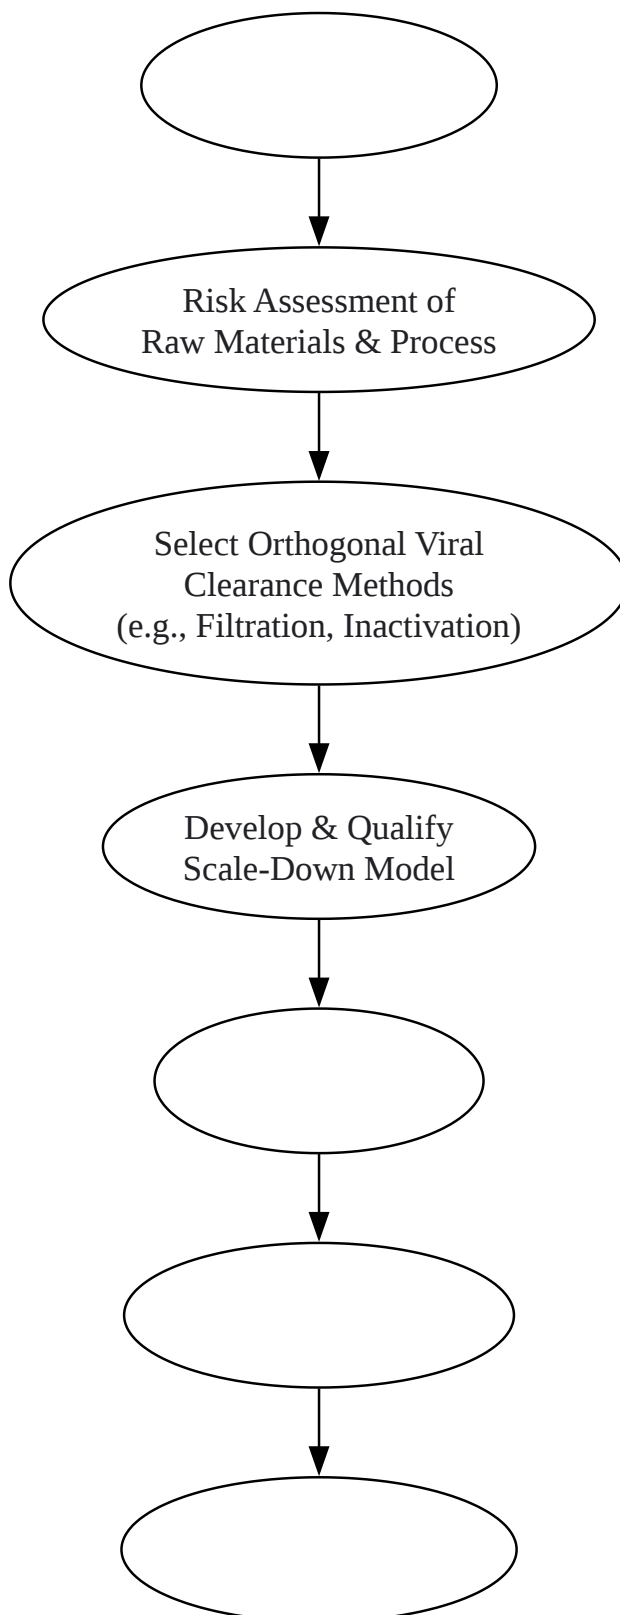 Risk Assessment of
Raw Materials & Process
Select Orthogonal Viral
Clearance Methods
(e.g., Filtration, Inactivation)
Develop & Qualify
Scale-Down Model